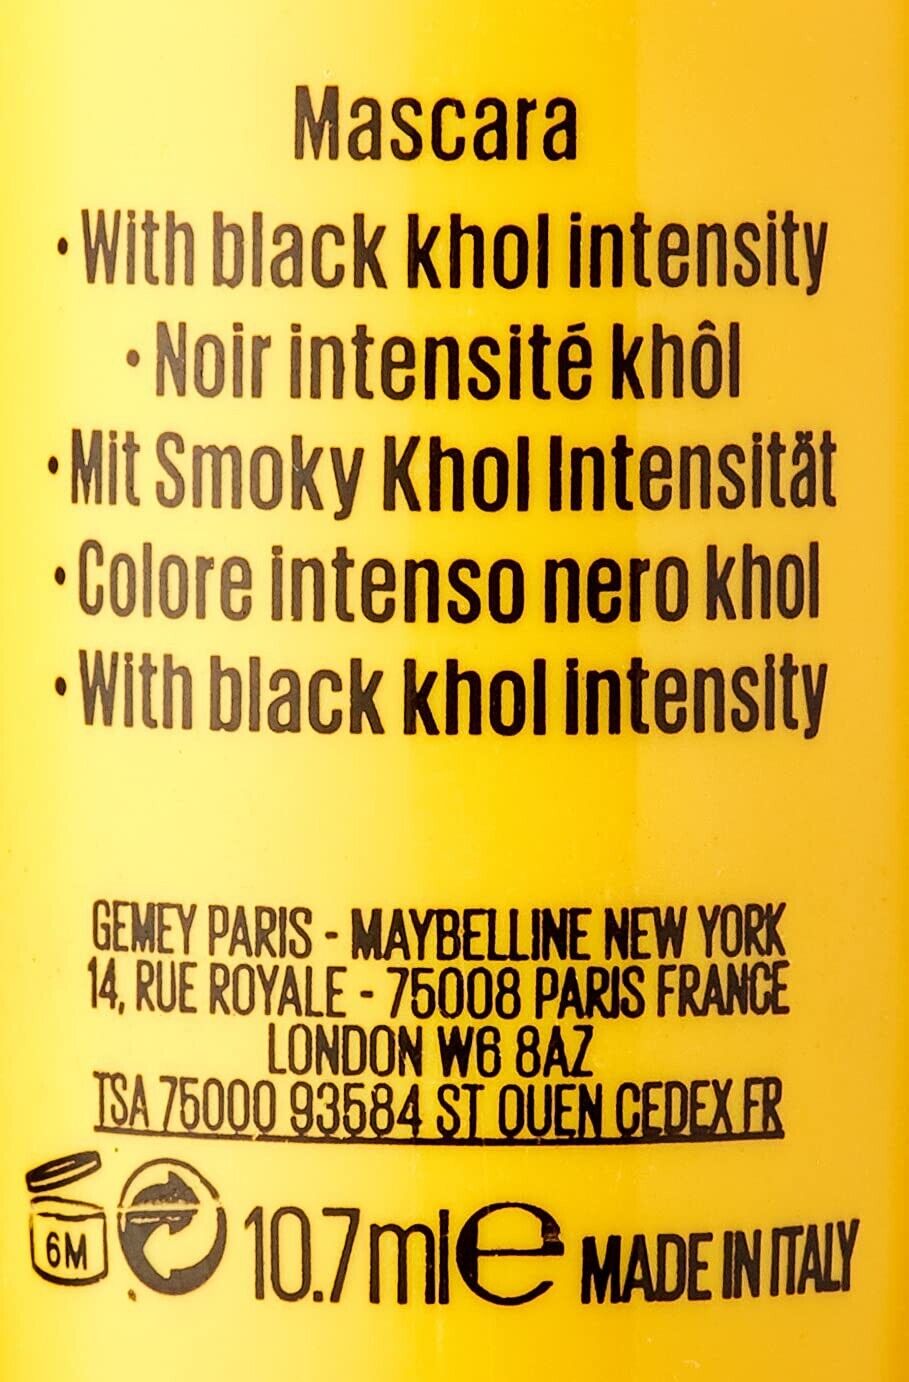 Mascara
· With black khol intensity
· Noir intensité khôl
· Mit Smoky Khol Intensität
· Colore intenso nero khol
· With black khol intensity
GEMEY PARIS - MAYBELLINE NEW YORK
14, RUE ROYALE - 75008 PARIS FRANCE
LONDON W6 8AZ
TSA 75000 93584 ST OUEN CEDEX FR
6M 10.7ml e MADE IN ITALY